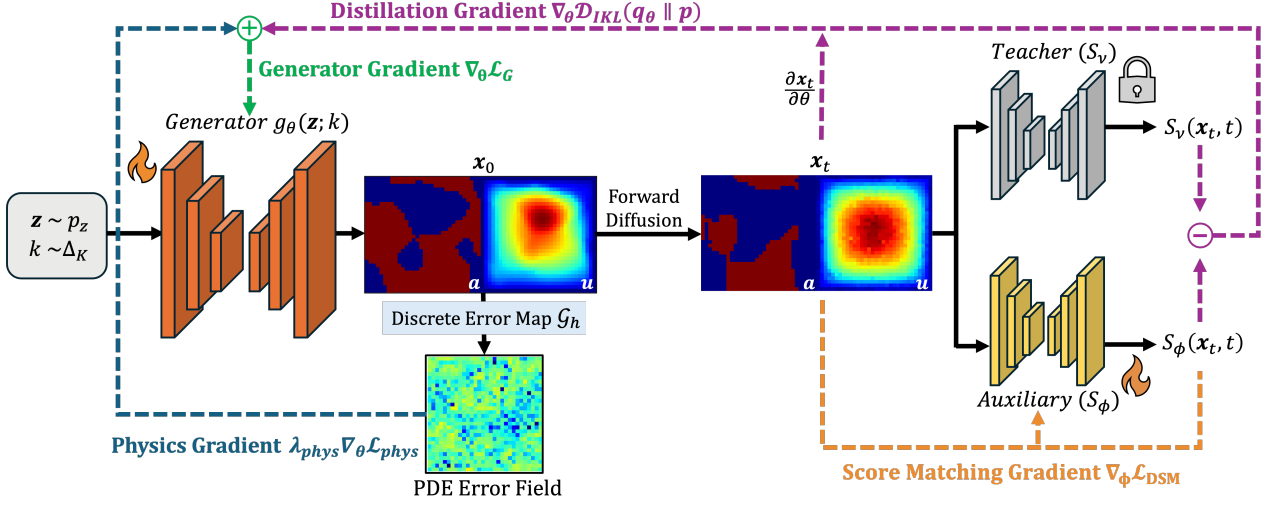 Distillation Gradient ∇θ𝒟IKL(qθ ∥ p)
Generator Gradient ∇θℒG
Teacher (Sν)
∂xt/∂θ
Generator gθ(z; k)
x0
xt
Sν(xt, t)
z ~ pz
k ~ΔK
Forward
Diffusion
a
u
a
u
Discrete Error Map 𝒢h
Sϕ(xt, t)
Auxiliary (Sϕ)
Physics Gradient λphys∇θℒphys
Score Matching Gradient ∇ϕℒDSM
PDE Error Field